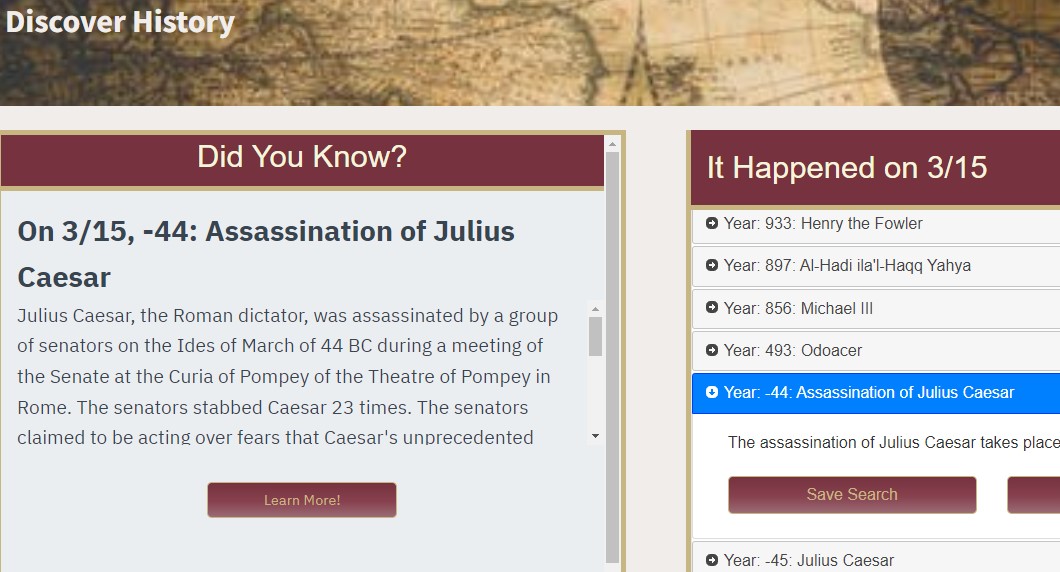 Discover History
Did You Know?
On 3/15, -44: Assassination of Julius
Caesar
Julius Caesar, the Roman dictator, was assassinated by a group
of senators on the Ides of March of 44 BC during a meeting of
the Senate at the Curia of Pompey of the Theatre of Pompey in
Rome. The senators stabbed Caesar 23 times. The senators
claimed to be acting over fears that Caesar's unprecedented
Learn More!
It Happened on 3/15
Year: 933: Henry the Fowler
Year: 897: Al-Hadi ila'l-Haqq Yahya
Year: 856: Michael III
Year: 493: Odoacer
Year: -44: Assassination of Julius Caesar
The assassination of Julius Caesar takes place
Save Search
Year: -45: Julius Caesar